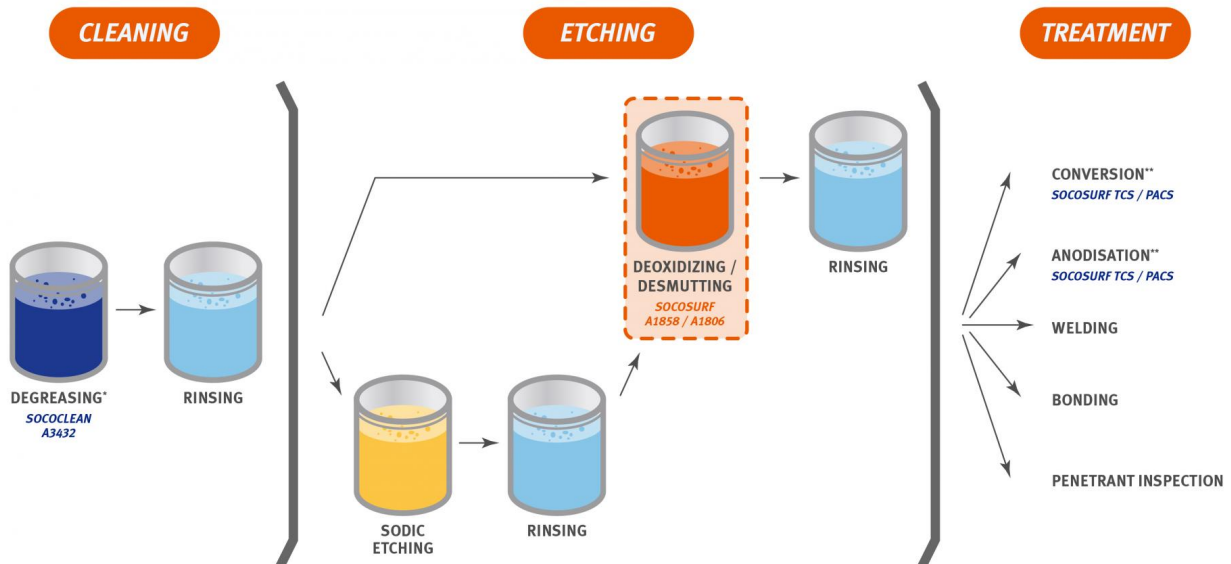 CLEANING
ETCHING
TREATMENT
DEGREASING*
SOCOCLEAN
A3432
RINSING
SODIC
ETCHING
RINSING
DEOXIDIZING /
DESMUTTING
SOCOSURF
A1858 / A1806
RINSING
CONVERSION**
SOCOSURF TCS / PACS
ANODISATION**
SOCOSURF TCS / PACS
WELDING
BONDING
PENETRANT INSPECTION